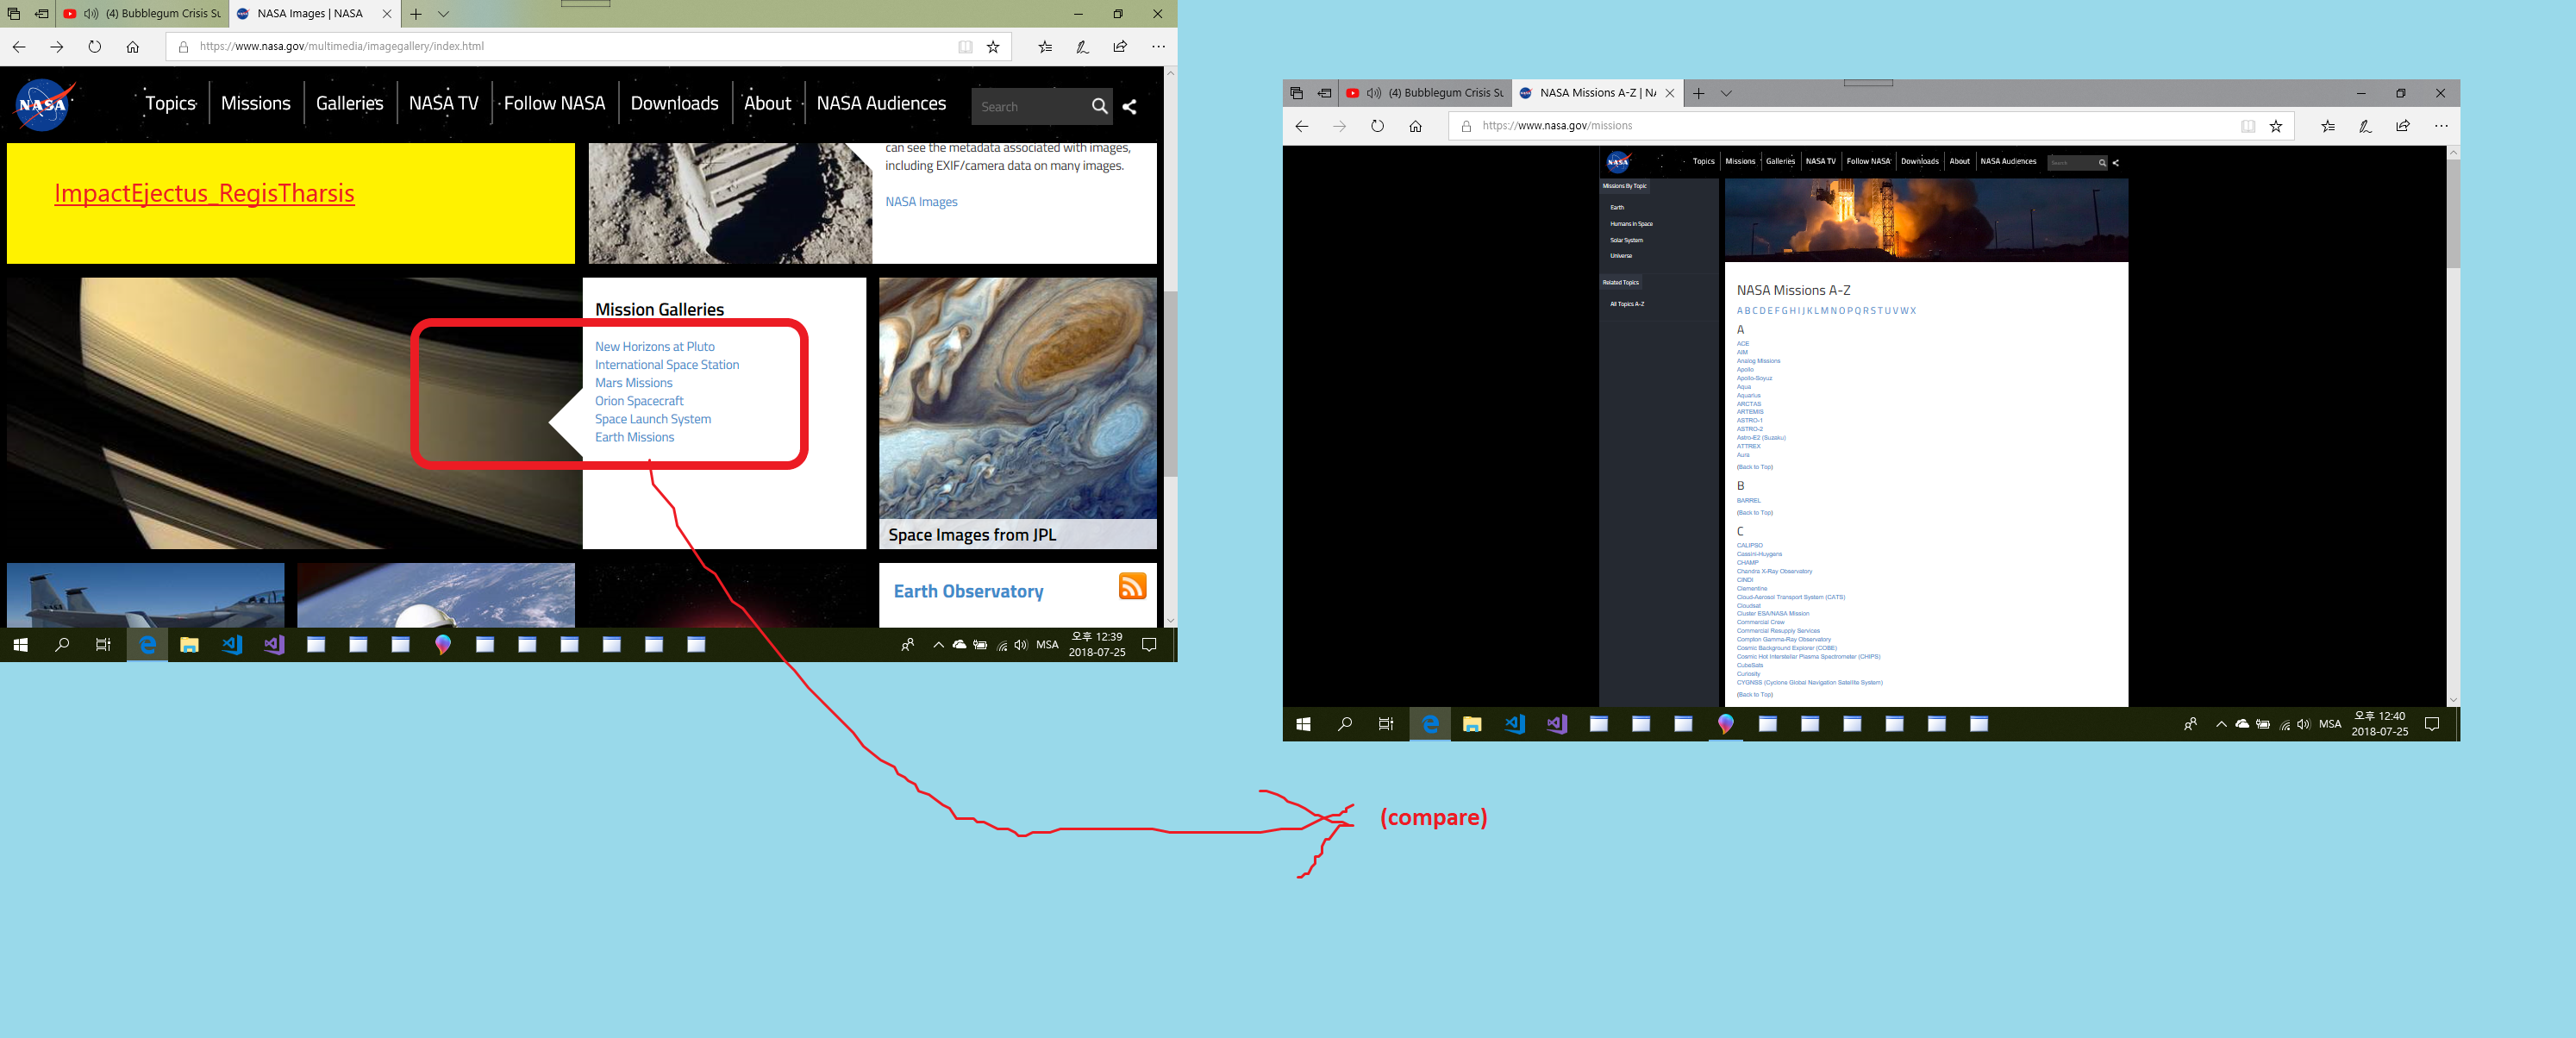 (4) Bubblegum Crisis Su
NASA Images | NASA
https://www.nasa.gov/multimedia/imagegallery/index.html
NASA
Topics
Missions
Galleries
NASA TV
Follow NASA
Downloads
About
NASA Audiences
Search
ImpactEjectus_RegisTharsis
can see the metadata associated with images,
including EXIF/camera data on many images.
NASA Images
Mission Galleries
New Horizons at Pluto
International Space Station
Mars Missions
Orion Spacecraft
Space Launch System
Earth Missions
Space Images from JPL
Earth Observatory
MSA
오후 12:39
2018-07-25
(4) Bubblegum Crisis Su
NASA Missions A-Z | NA
https://www.nasa.gov/missions
NASA
Topics
Missions
Galleries
NASA TV
Follow NASA
Downloads
About
NASA Audiences
Search
Missions By Topic
Earth
Humans in Space
Solar System
Universe
Related Topics
All Topics A-Z
NASA Missions A-Z
A B C D E F G H I J K L M N O P Q R S T U V W X
A
ACE
AIM
Analog Missions
Apollo
Apollo-Soyuz
Aqua
Aquarius
ARCTAS
ARTEMIS
ASTRO-1
ASTRO-2
Astro-E2 (Suzaku)
ATTREX
Aura
(Back to Top)
B
BARREL
(Back to Top)
C
CALIPSO
Cassini-Huygens
CHAMP
Chandra X-Ray Observatory
CINDI
Clementine
Cloud-Aerosol Transport System (CATS)
Cloudsat
Cluster ESA/NASA Mission
Commercial Crew
Commercial Resupply Services
Compton Gamma-Ray Observatory
Cosmic Background Explorer (COBE)
Cosmic Hot Interstellar Plasma Spectrometer (CHIPS)
CubeSats
Curiosity
CYGNSS (Cyclone Global Navigation Satellite System)
(Back to Top)
MSA
오후 12:40
2018-07-25
(compare)